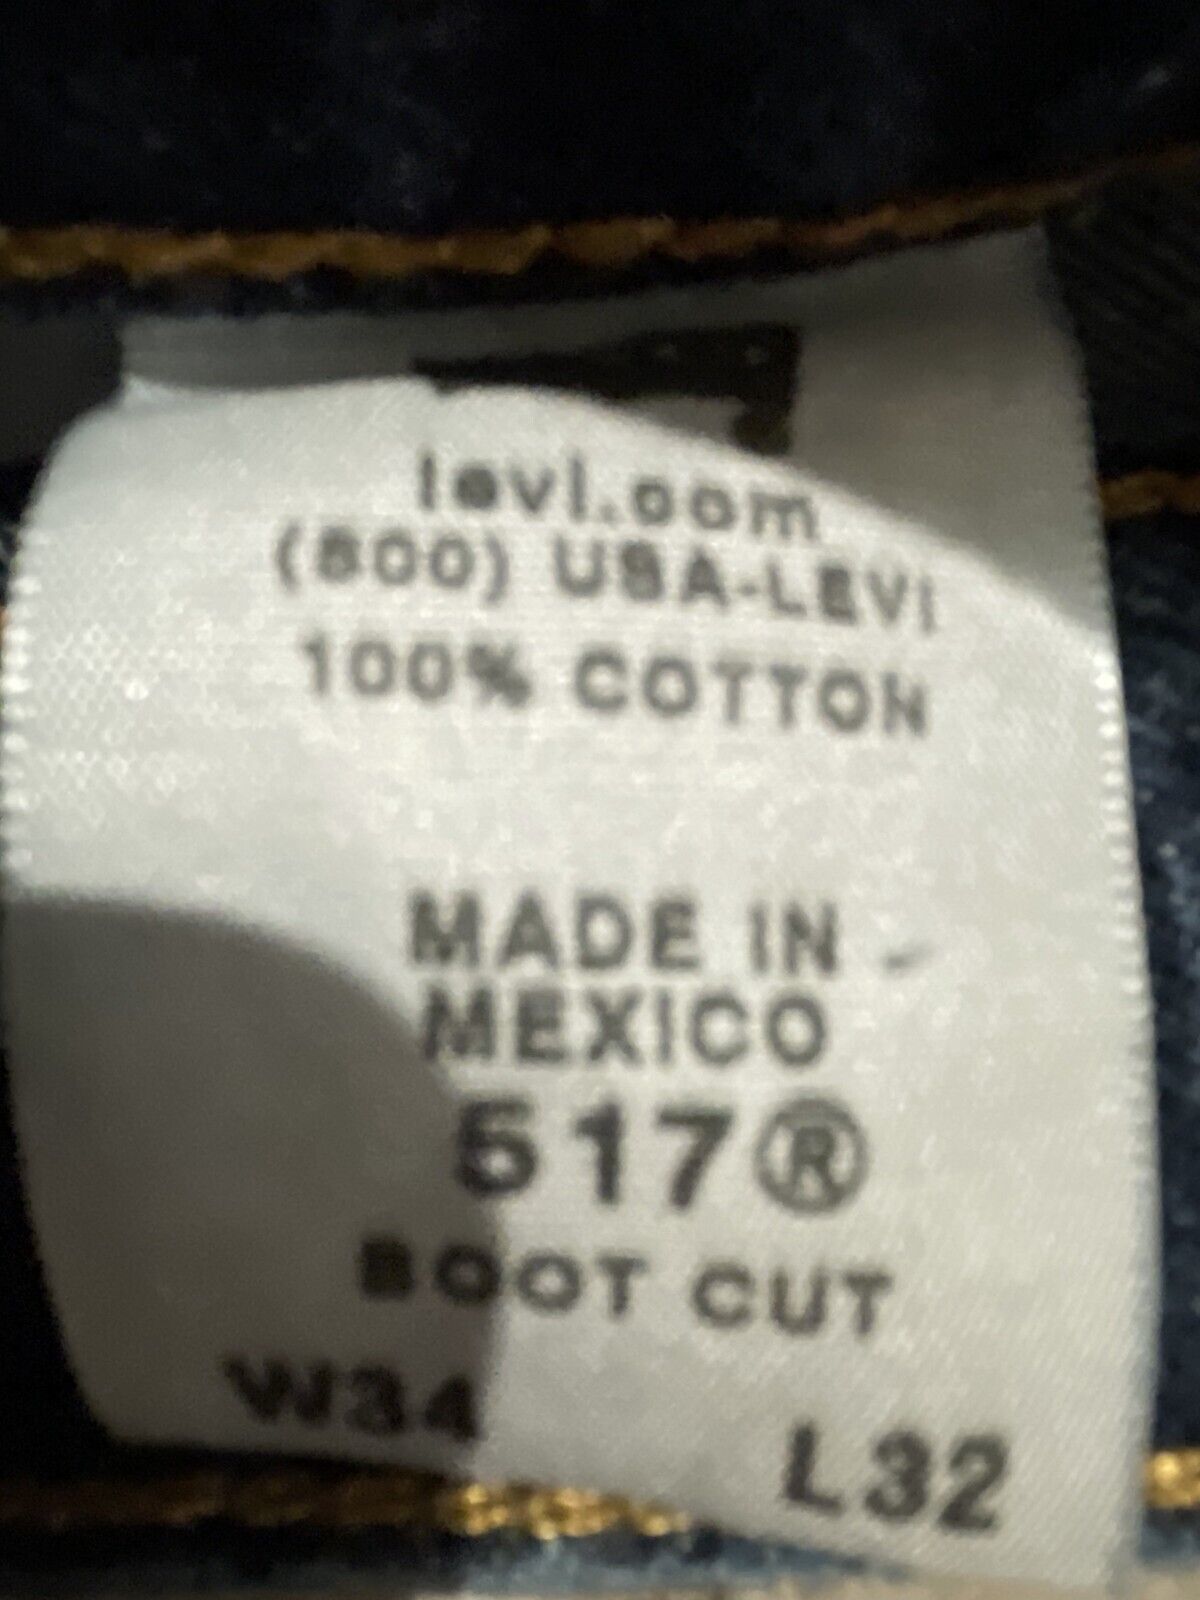 levi.com
(800) USA-LEVI
100% COTTON
MADE IN
MEXICO
517®
BOOT CUT
W34 L32